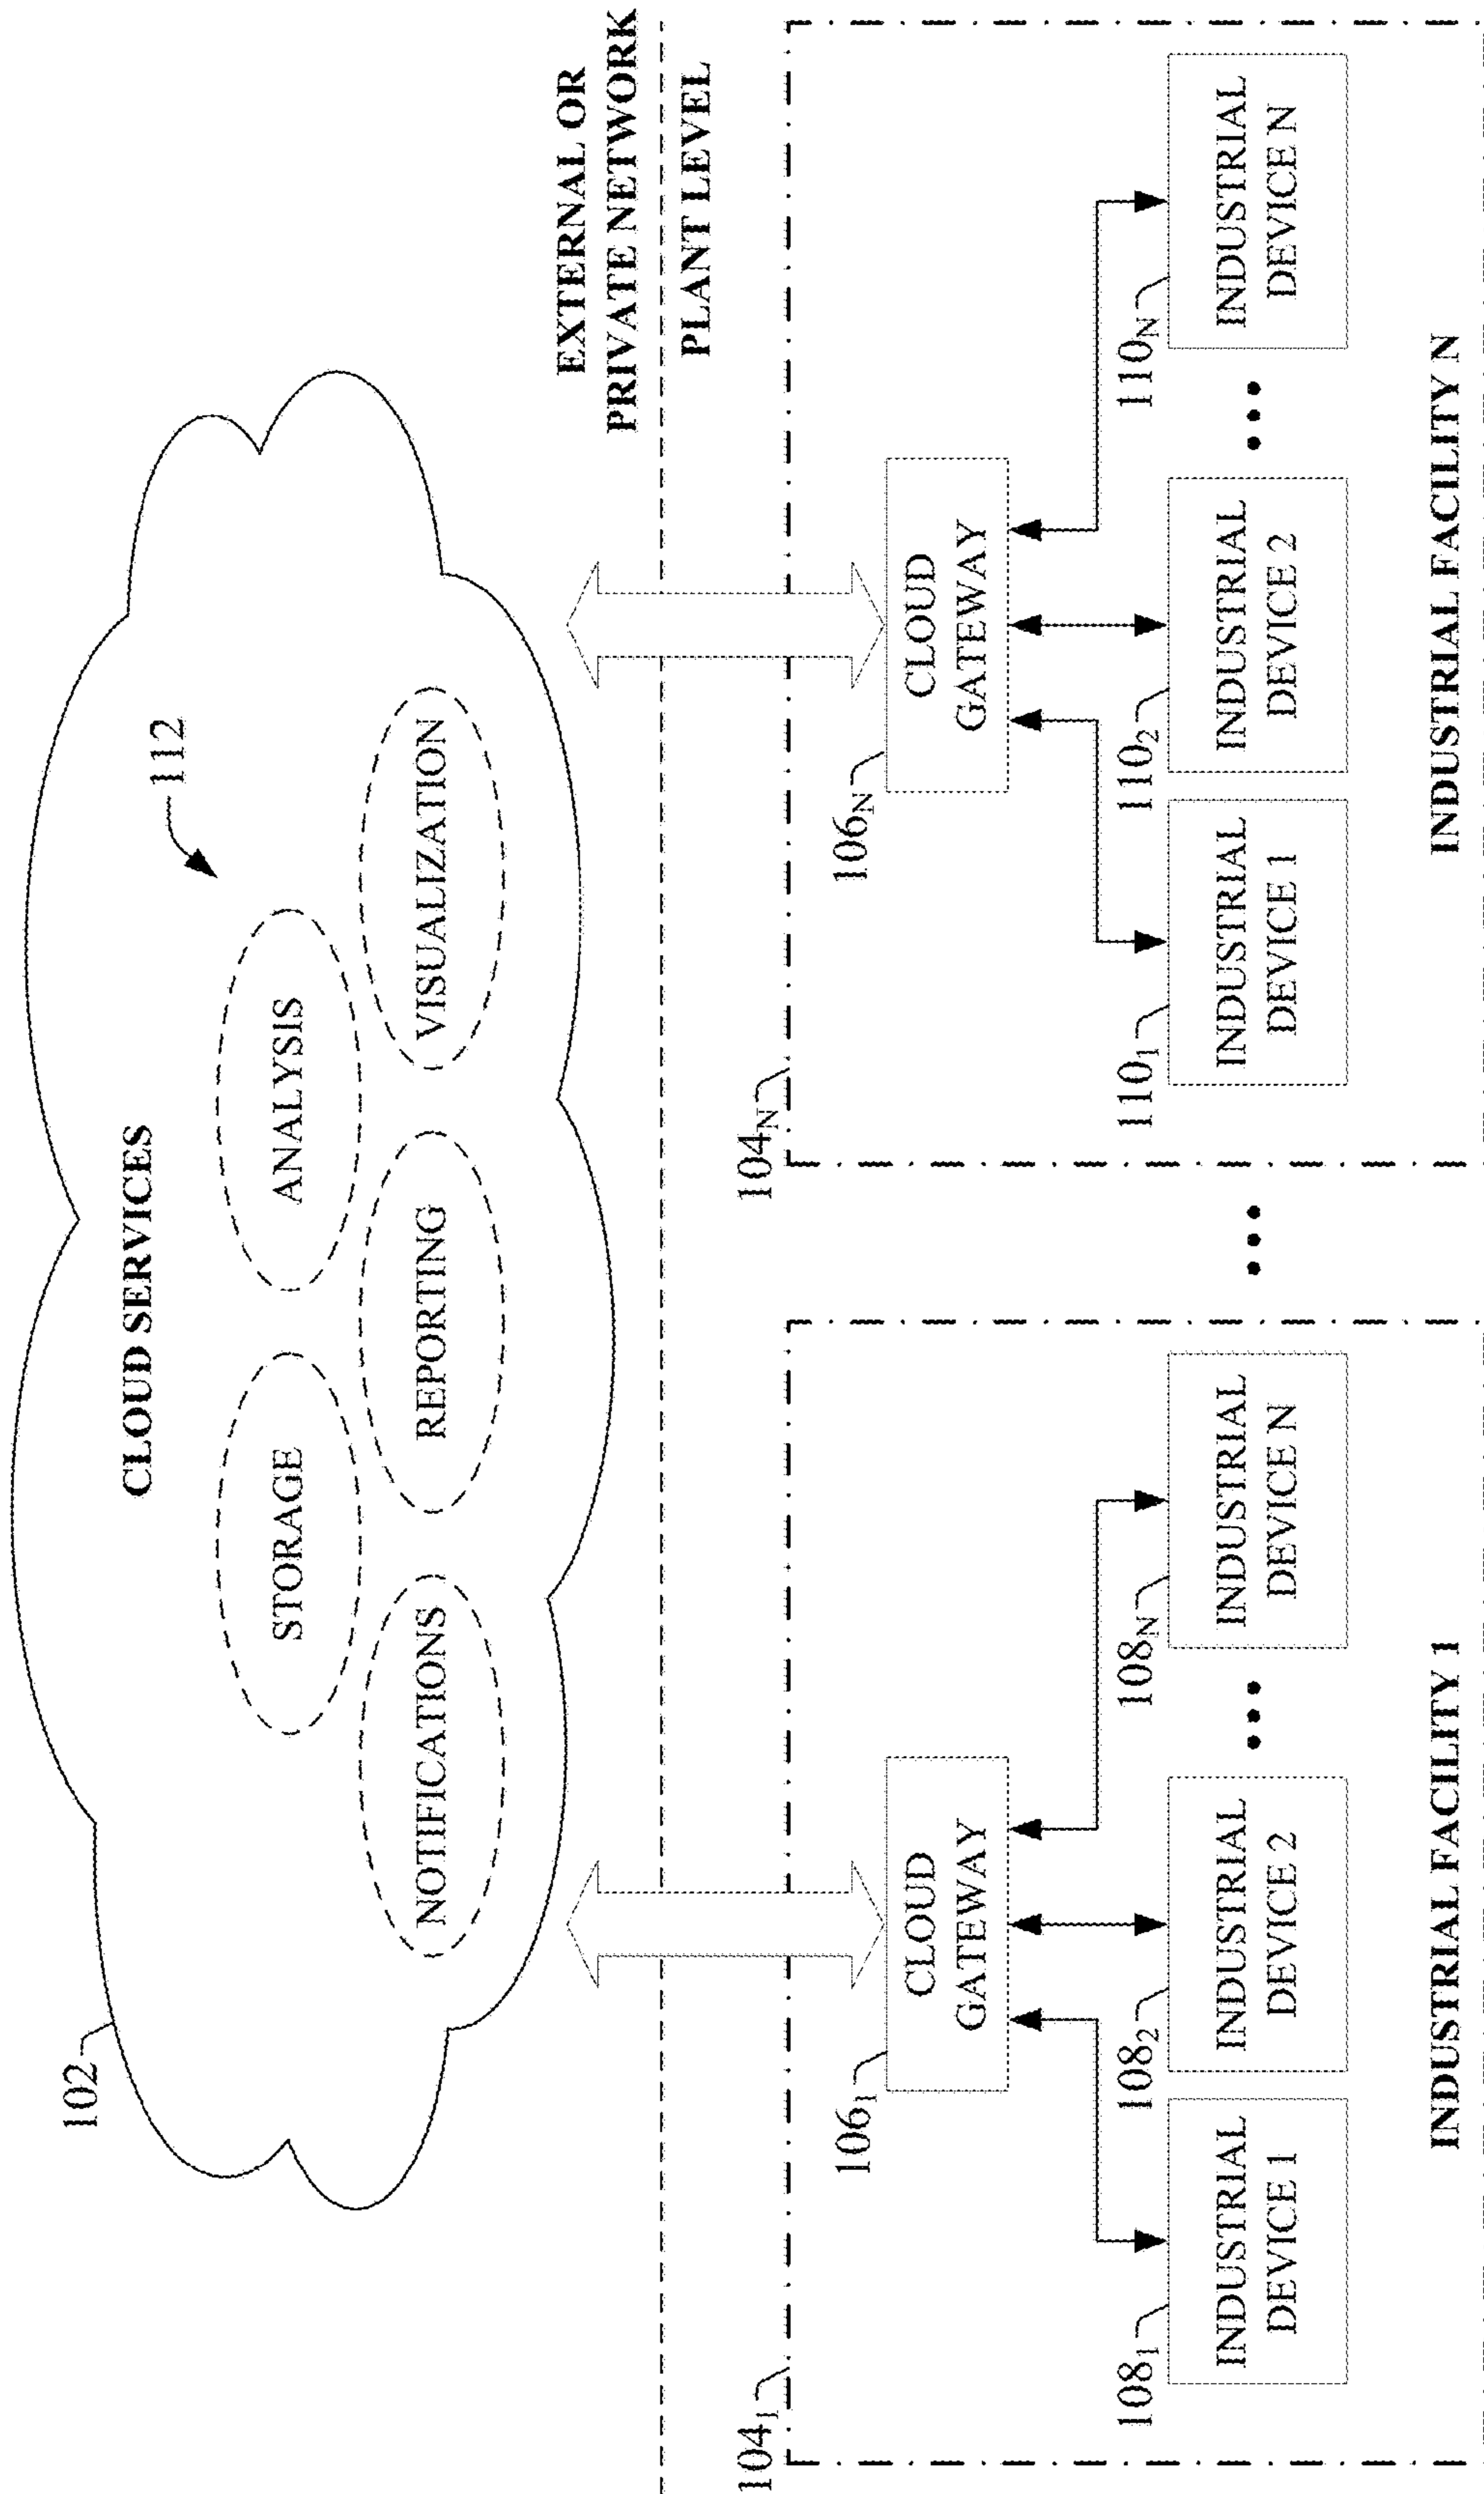 102
CLOUD SERVICES
112
STORAGE
ANALYSIS
NOTIFICATIONS
REPORTING
VISUALIZATION
EXTERNAL OR
PRIVATE NETWORK
PLANT LEVEL
104₁
106₁
CLOUD
GATEWAY
108₁
108₂
108N
INDUSTRIAL
DEVICE 1
INDUSTRIAL
DEVICE 2
•••
INDUSTRIAL
DEVICE N
INDUSTRIAL FACILITY 1
•••
104N
106N
CLOUD
GATEWAY
110₁
110₂
110N
INDUSTRIAL
DEVICE 1
INDUSTRIAL
DEVICE 2
•••
INDUSTRIAL
DEVICE N
INDUSTRIAL FACILITY N